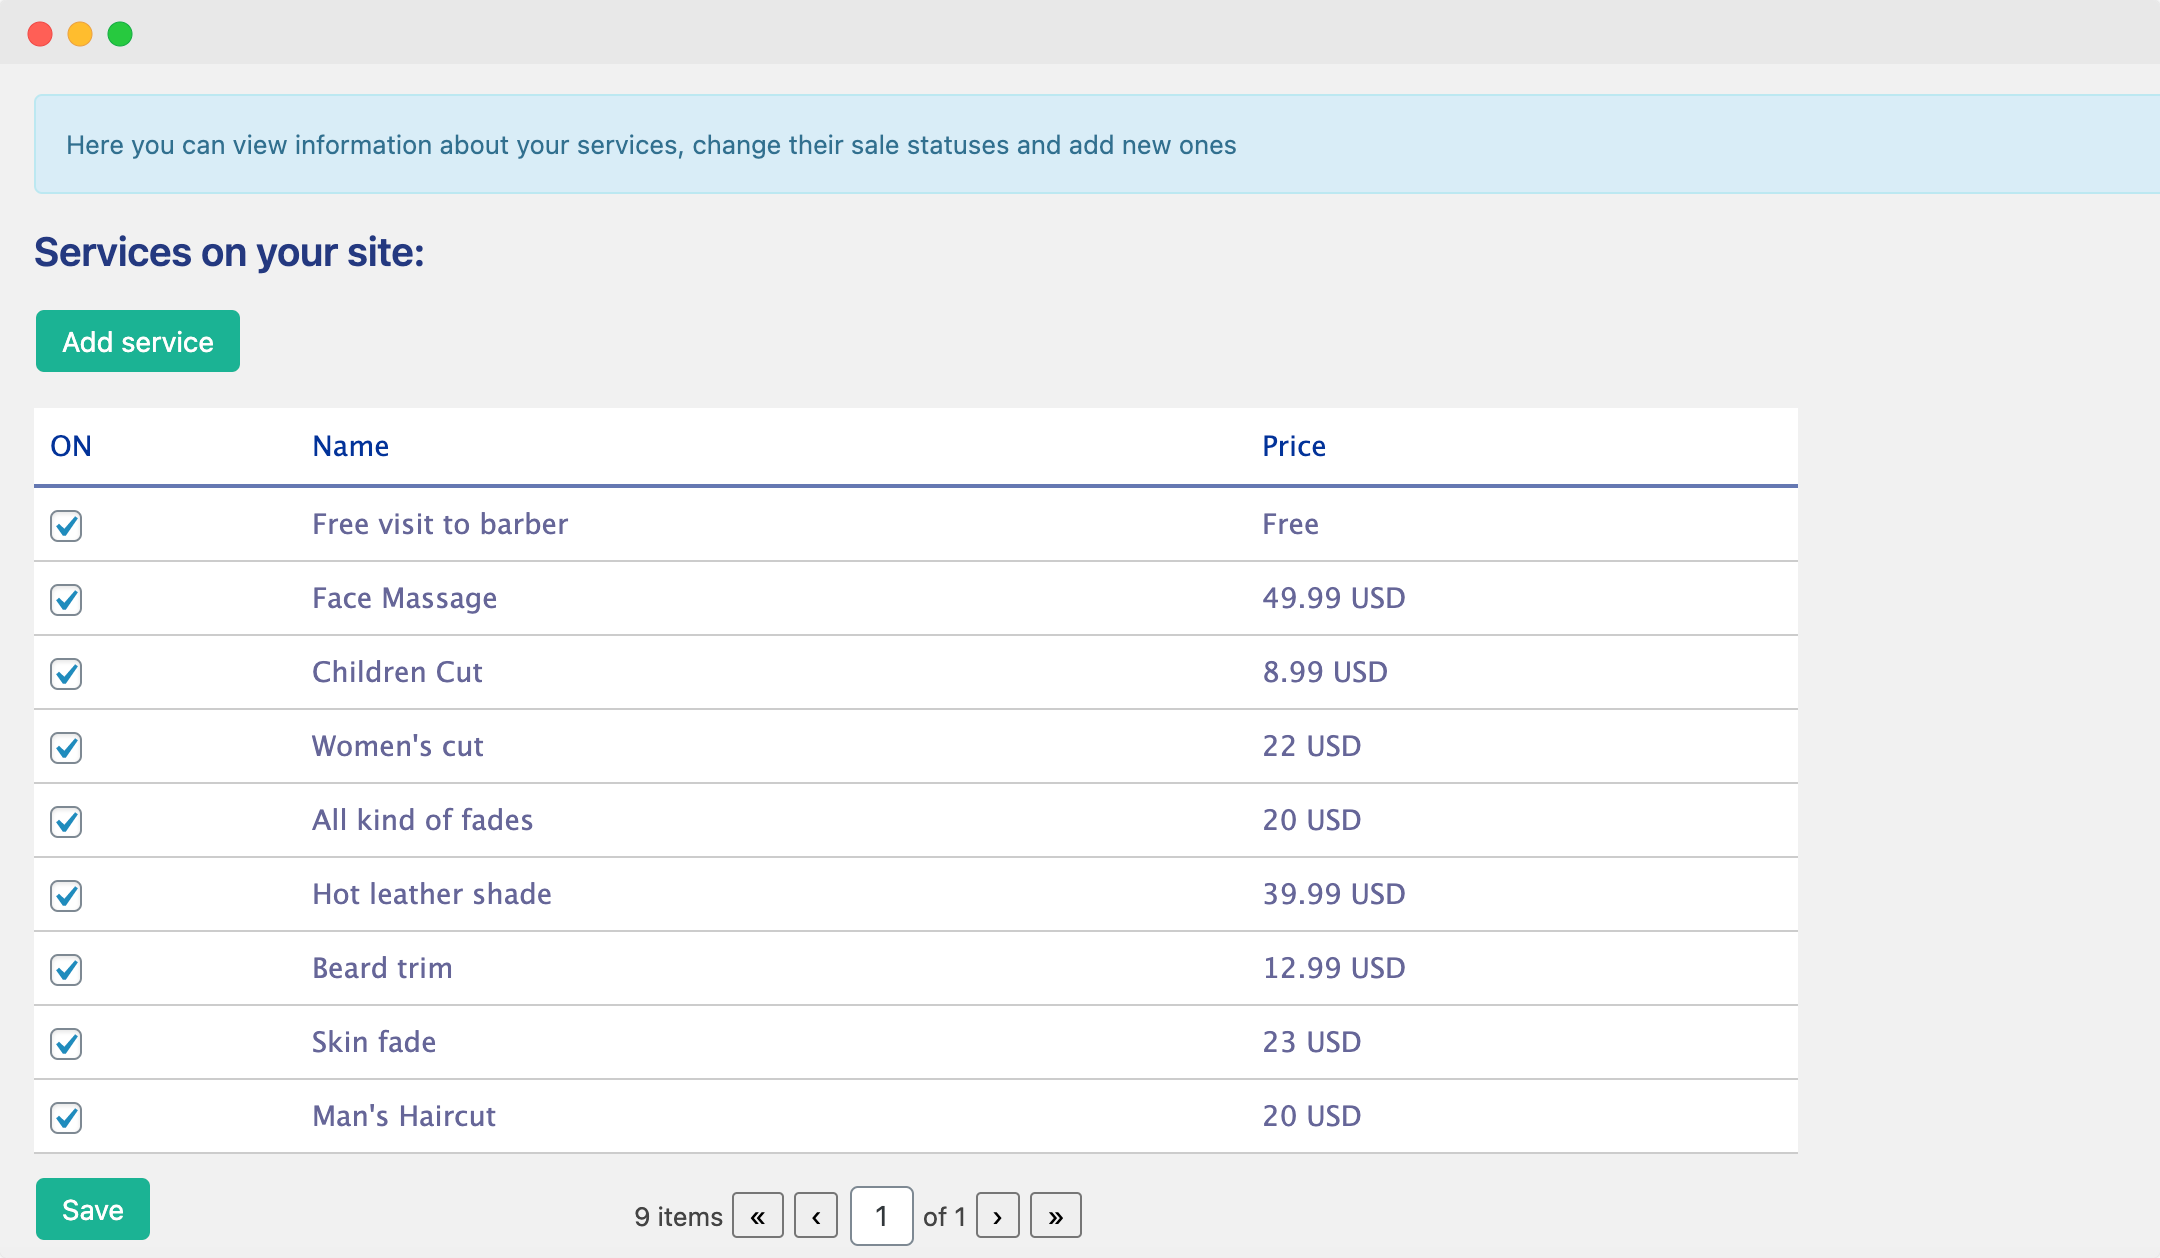 Here you can view information about your services, change their sale statuses and add new ones
Services on your site:
Add service
ON Name Price
Free visit to barber Free
Face Massage 49.99 USD
Children Cut 8.99 USD
Women's cut 22 USD
All kind of fades 20 USD
Hot leather shade 39.99 USD
Beard trim 12.99 USD
Skin fade 23 USD
Man's Haircut 20 USD
Save 9 items « ‹ 1 of 1 › »